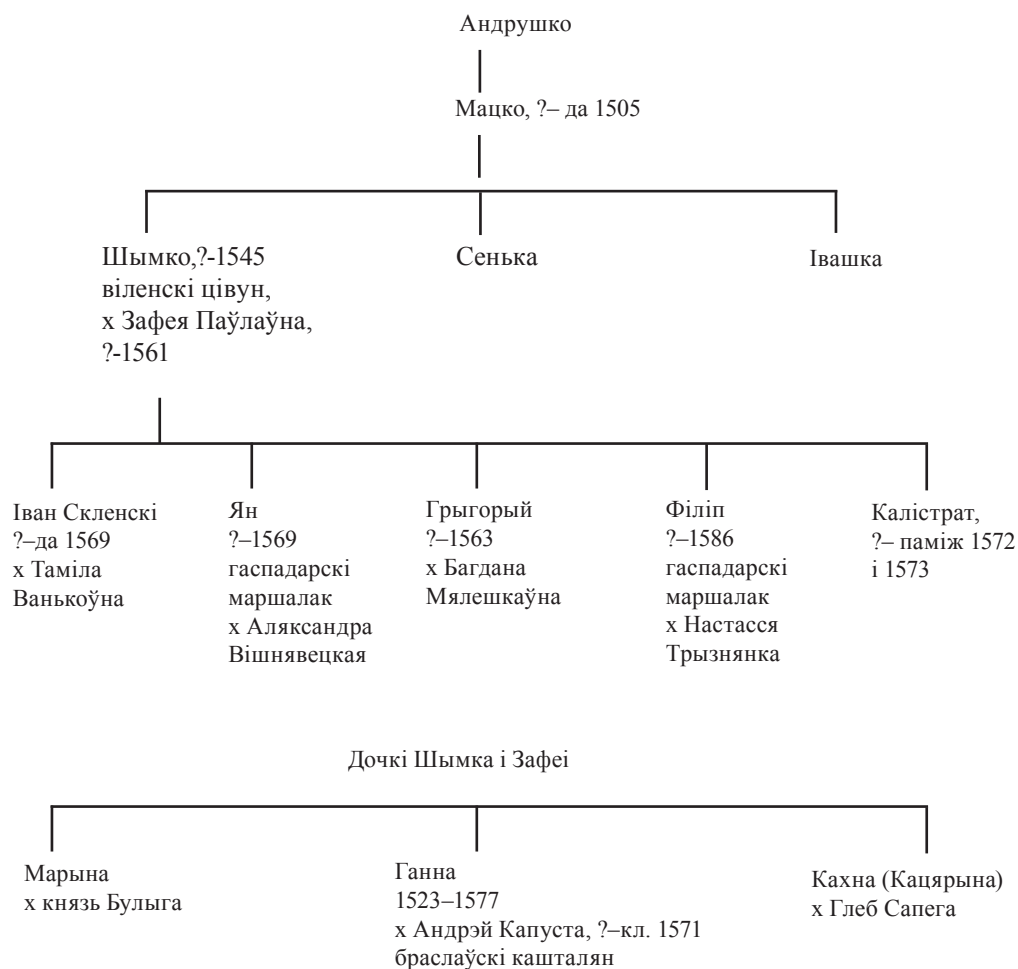 Андрушко
Мацко, ?– да 1505
Шымко,?-1545
віленскі цівун,
х Зафея Паўлаўна,
?-1561
Сенька
Івашка
Іван Скленскі
?–да 1569
х Таміла
Ванькоўна
Ян
?–1569
гаспадарскі
маршалак
х Аляксандра
Вішнявецкая
Грыгорый
?–1563
х Багдана
Мялешкаўна
Філіп
?–1586
гаспадарскі
маршалак
х Настасся
Трызнянка
Калістрат,
?– паміж 1572
і 1573
Дочкі Шымка і Зафеі
Марына
х князь Булыга
Ганна
1523–1577
х Андрэй Капуста, ?–кл. 1571
браслаўскі кашталян
Кахна (Кацярына)
х Глеб Сапега